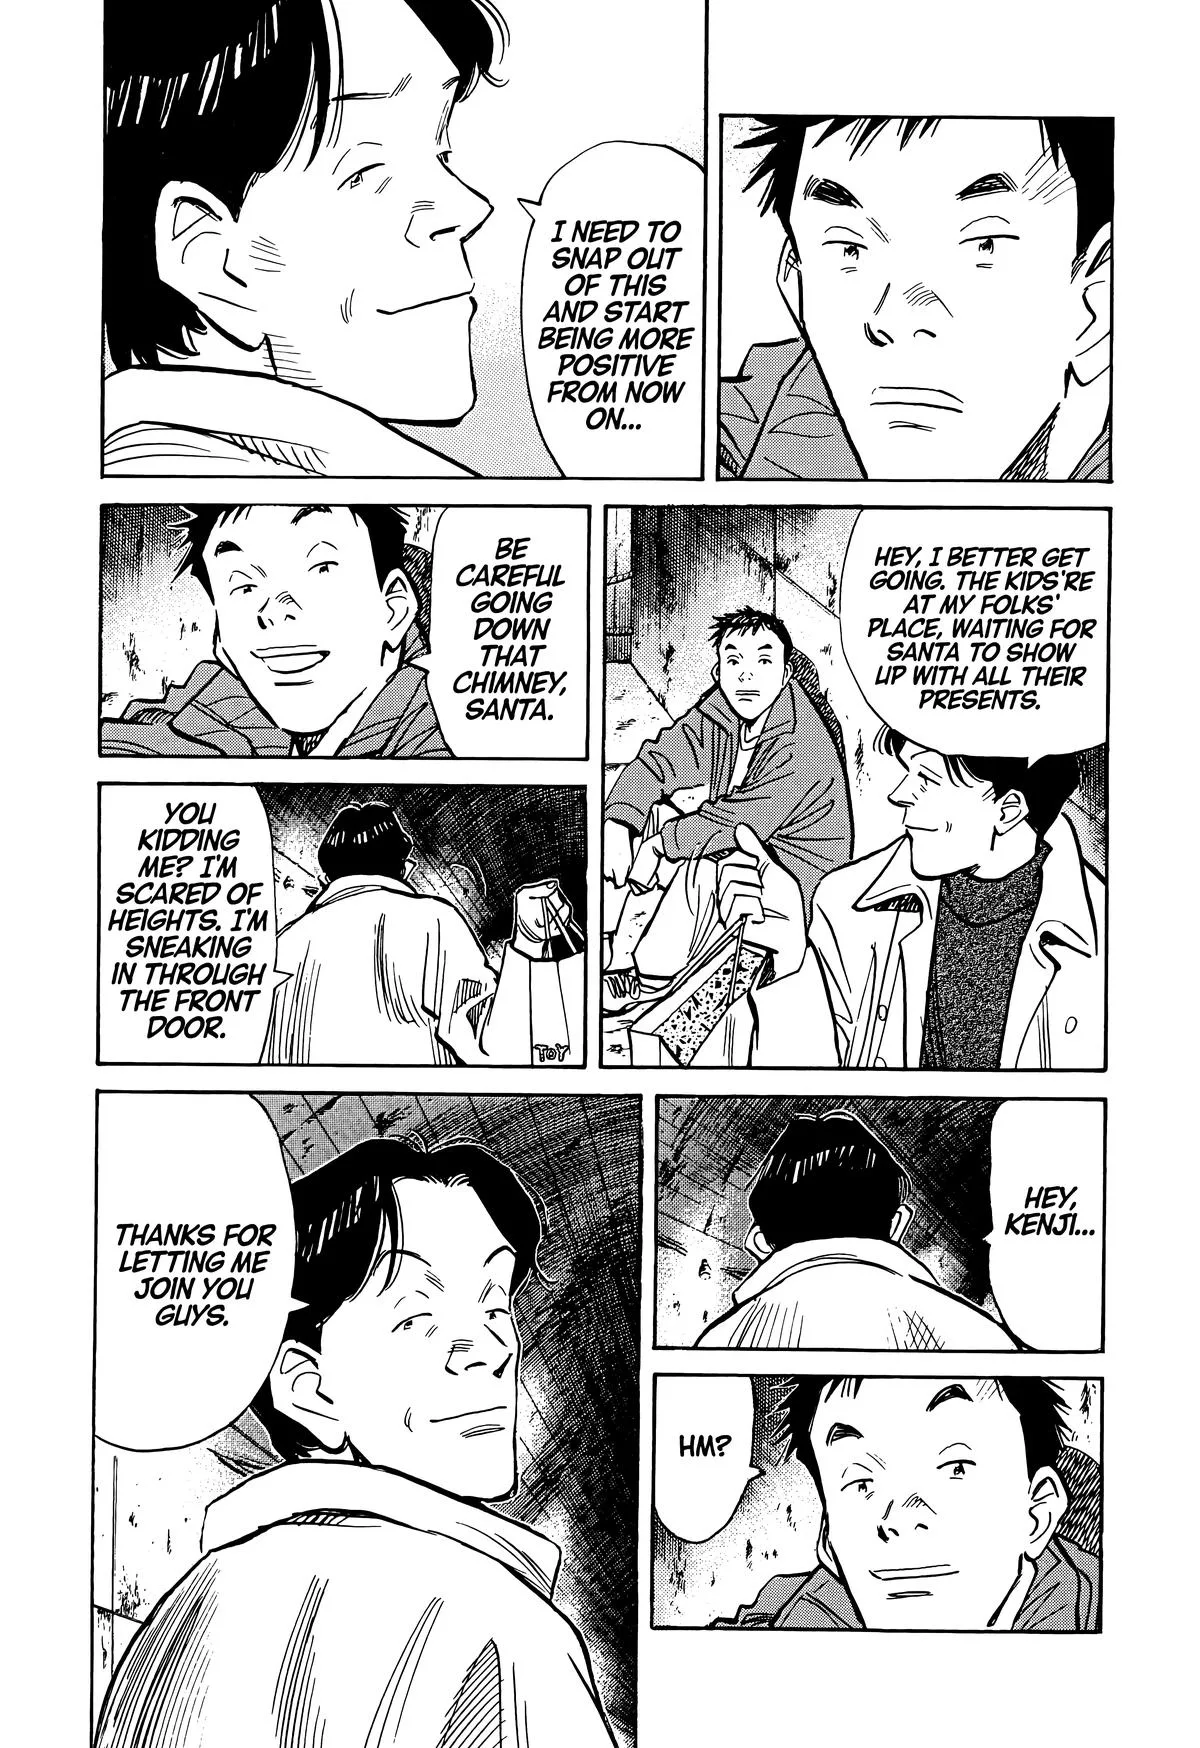 I NEED TO
SNAP OUT
OF THIS
AND START
BEING MORE
POSITIVE
FROM NOW
ON...
HEY, I BETTER GET
GOING. THE KIDS'RE
AT MY FOLKS'
PLACE, WAITING FOR
SANTA TO SHOW
UP WITH ALL THEIR
PRESENTS.
BE
CAREFUL
GOING
DOWN
THAT
CHIMNEY,
SANTA.
YOU
KIDDING
ME? I'M
SCARED OF
HEIGHTS. I'M
SNEAKING
IN THROUGH
THE FRONT
DOOR.
TOY
HEY,
KENJI...
HM?
THANKS FOR
LETTING ME
JOIN YOU
GUYS.